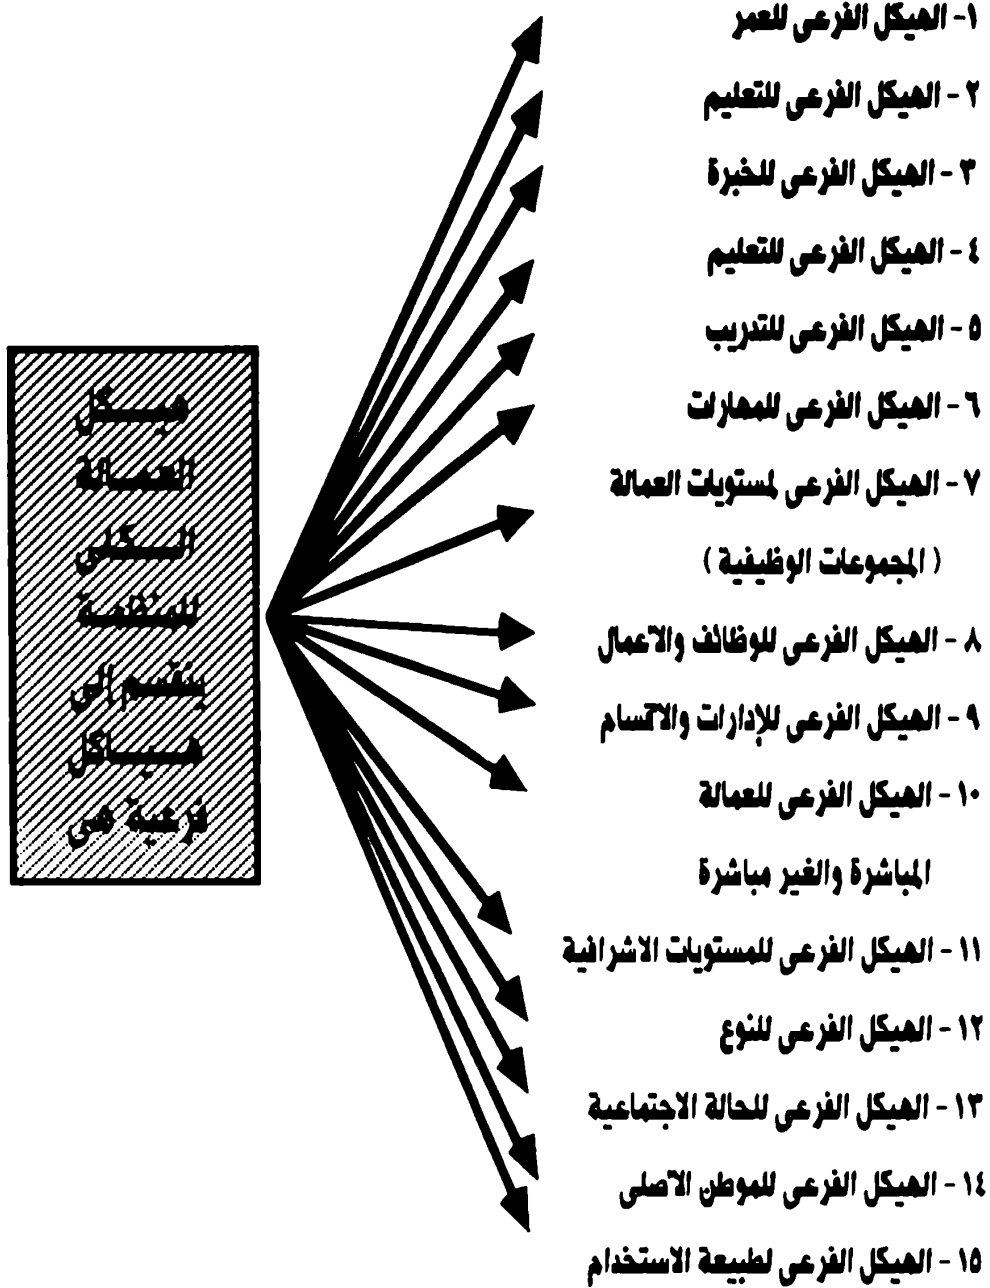 ١- الهيكل الفرعى للعمر
٢ - الهيكل الفرعى للتعليم
٣ - الهيكل الفرعى للخبرة
٤ - الهيكل الفرعى للتعليم
٥ - الهيكل الفرعى للتدريب
٦ - الهيكل الفرعى للمهارات
٧ - الهيكل الفرعى لمستويات العمالة
( المجموعات الوظيفية )
٨ - الهيكل الفرعى للوظائف والأعمال
٩ - الهيكل الفرعى للإدارات والأقسام
١٠ - الهيكل الفرعى للعمالة
المباشرة والغير مباشرة
١١ - الهيكل الفرعى للمستويات الاشرافية
١٢ - الهيكل الفرعى للنوع
١٣ - الهيكل الفرعى للحالة الاجتماعية
١٤ - الهيكل الفرعى للموطن الأصلى
١٥ - الهيكل الفرعى لطبيعة الاستخدام
هيكل
العمالة
الكلى
للمنظمة
ينقسم إلى
هياكل
فرعية هى